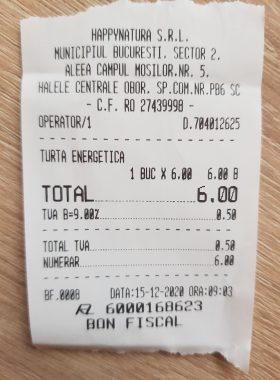 HAPPYNATURA S.R.L.
MUNICIPIUL BUCURESTI, SECTOR 2,
ALEEA CAMPUL MOSILOR,NR. 5,
HALELE CENTRALE OBOR, SP.COM.NR.PB6 SC
- C.F. RO 27439998 -
OPERATOR/1 D.704012625
TURTA ENERGETICA
1 BUC X 6.00 6.00 B
TOTAL 6.00
TVA B=9.00% 0.50
TOTAL TVA 0.50
NUMERAR 6.00
BF.0008 DATA:15-12-2020 ORA:09:03
6000168623
BON FISCAL